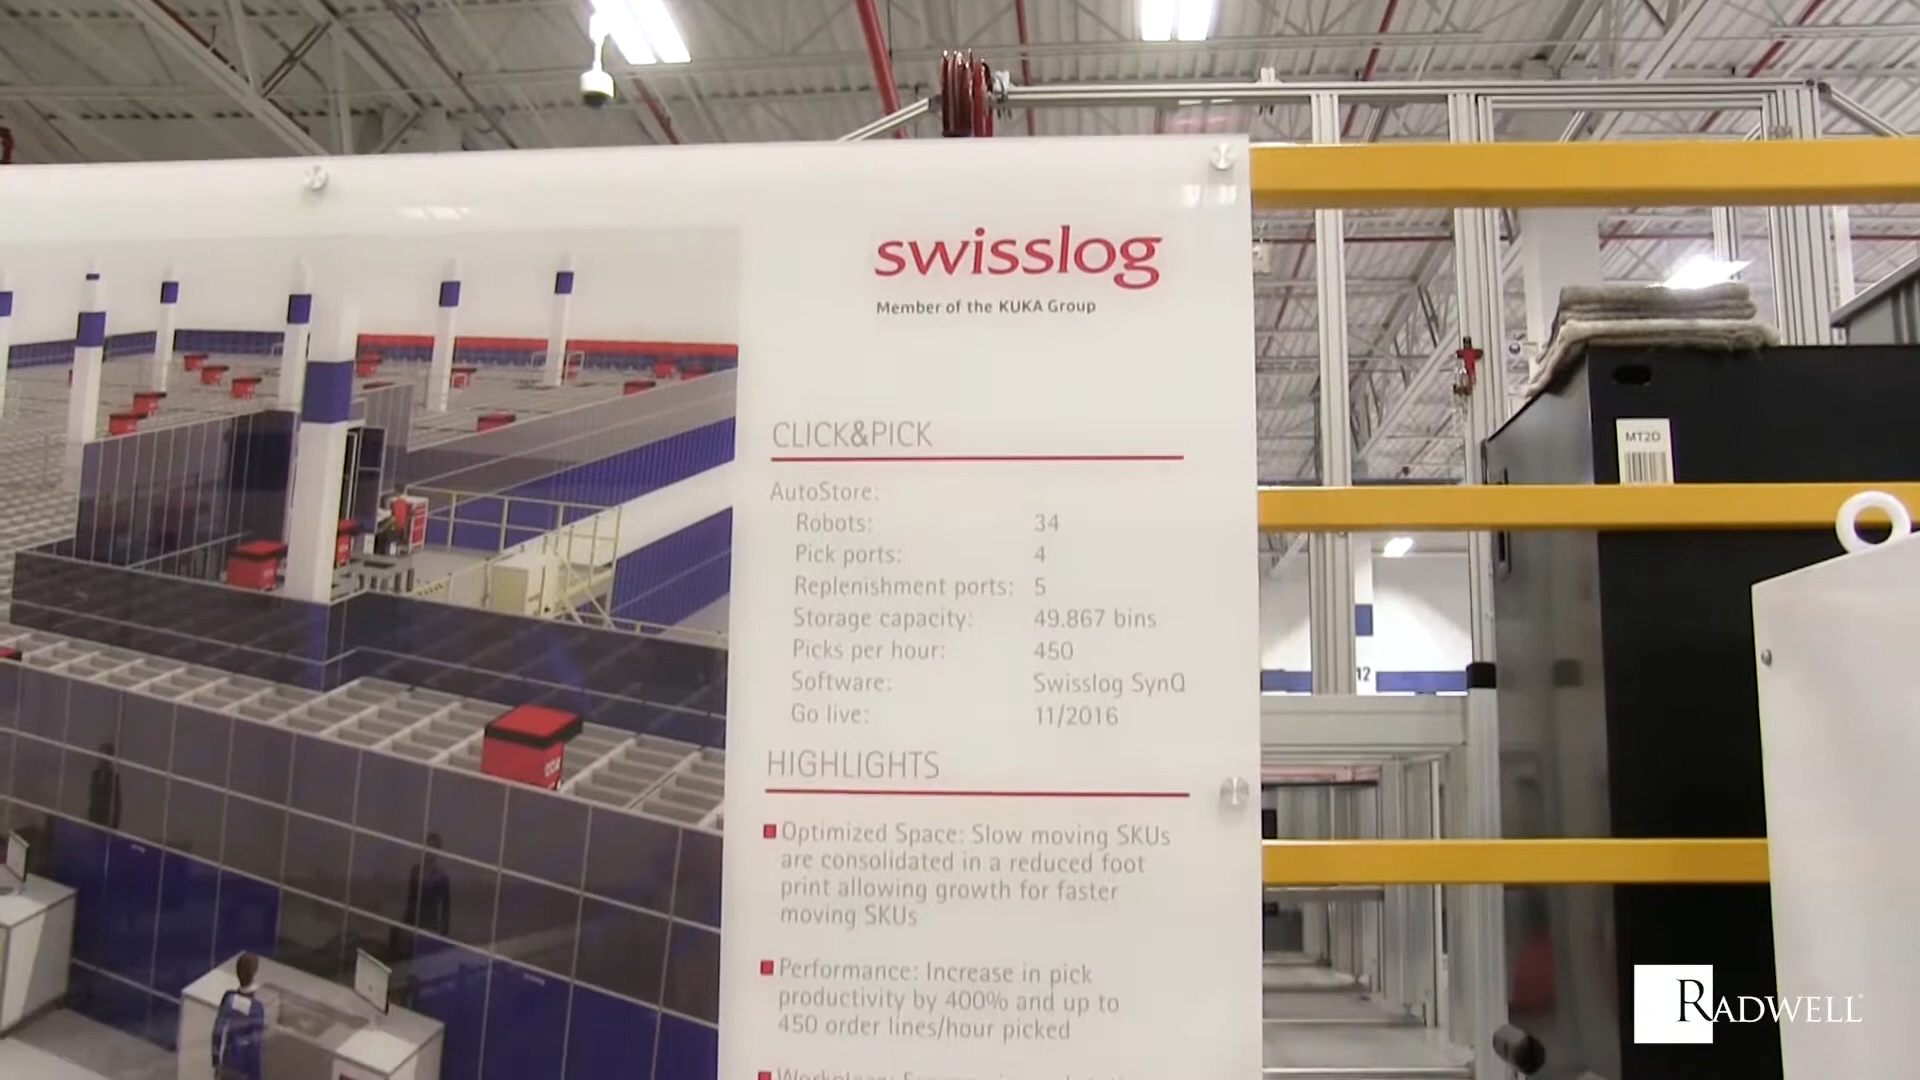 swisslog
Member of the KUKA Group
CLICK&PICK
AutoStore:
Robots: 34
Pick ports: 4
Replenishment ports: 5
Storage capacity: 49.867 bins
Picks per hour: 450
Software: Swisslog SynQ
Go live: 11/2016
HIGHLIGHTS
Optimized Space: Slow moving SKUs
are consolidated in a reduced foot
print allowing growth for faster
moving SKUs
Performance: Increase in pick
productivity by 400% and up to
450 order lines/hour picked
MT2D
12
RADWELL